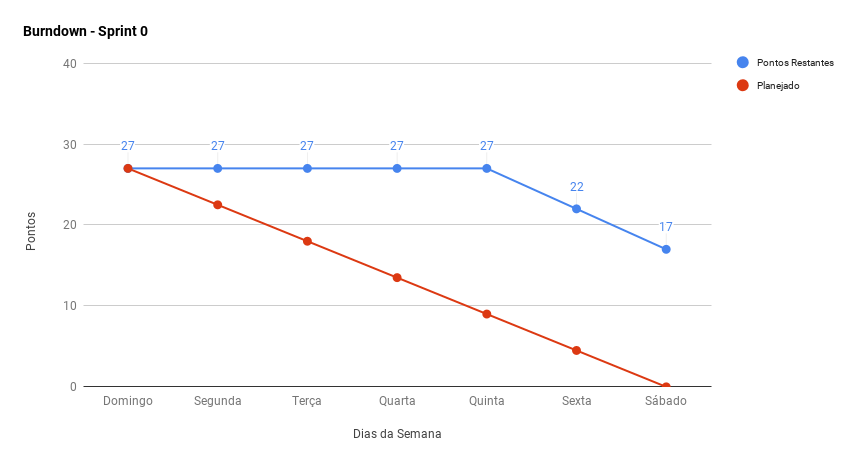 Burndown - Sprint 0
Pontos Restantes
Planejado
40
30
20
10
0
Pontos
27
27
27
27
27
22
17
Domingo
Segunda
Terça
Quarta
Quinta
Sexta
Sábado
Dias da Semana